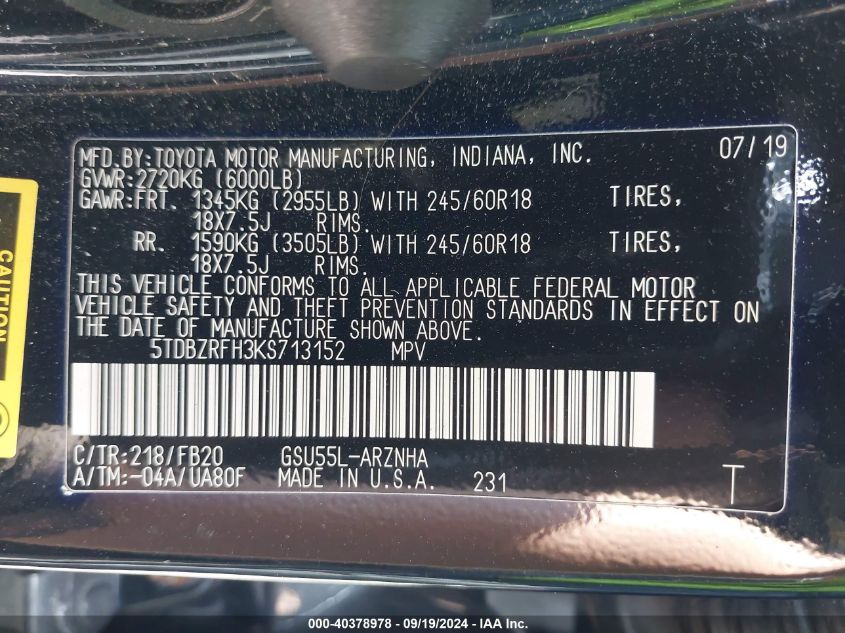 MFD.BY:TOYOTA MOTOR MANUFACTURING, INDIANA, INC. 07/19
GVWR:2720KG (6000LB)
GAWR:FRT. 1345KG (2955LB) WITH 245/60R18 TIRES,
18X7.5J RIMS.
RR. 1590KG (3505LB) WITH 245/60R18 TIRES,
18X7.5J RIMS.
THIS VEHICLE CONFORMS TO ALL APPLICABLE FEDERAL MOTOR
VEHICLE SAFETY AND THEFT PREVENTION STANDARDS IN EFFECT ON
THE DATE OF MANUFACTURE SHOWN ABOVE.
5TDBZRFH3KS713152 MPV
C/TR:218/FB20 GSU55L-ARZNHA
A/TM:-04A/UA80F MADE IN U.S.A. 231 T
CAUTION
000-40378978 - 09/19/2024 - IAA Inc.